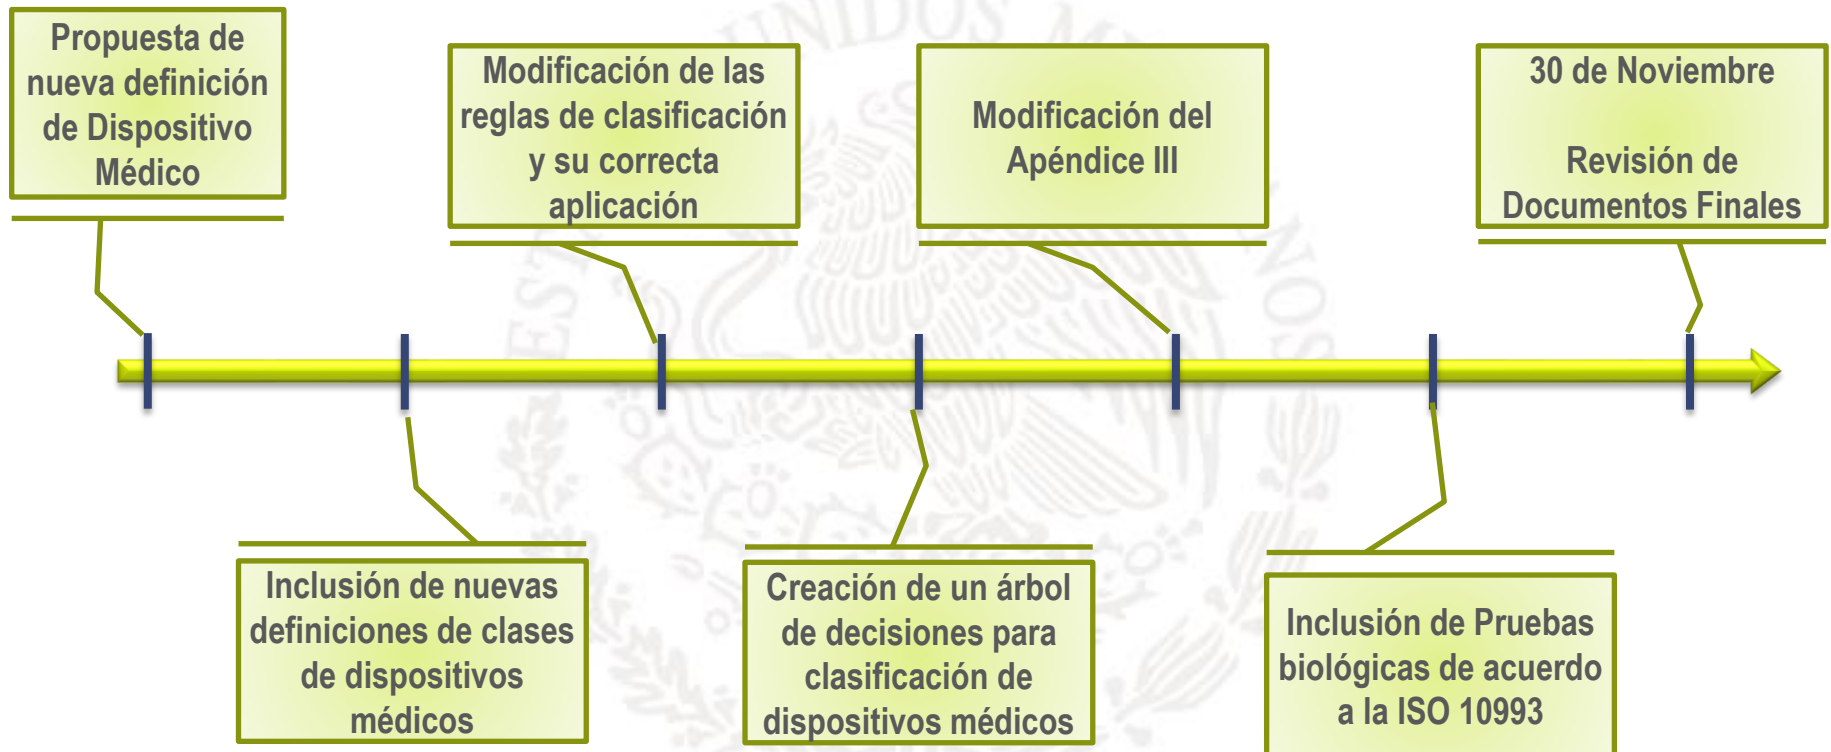 Propuesta de
nueva definición
de Dispositivo
Médico
Modificación de las
reglas de clasificación
y su correcta
aplicación
Modificación del
Apéndice III
30 de Noviembre
Revisión de
Documentos Finales
Inclusión de nuevas
definiciones de clases
de dispositivos
médicos
Creación de un árbol
de decisiones para
clasificación de
dispositivos médicos
Inclusión de Pruebas
biológicas de acuerdo
a la ISO 10993